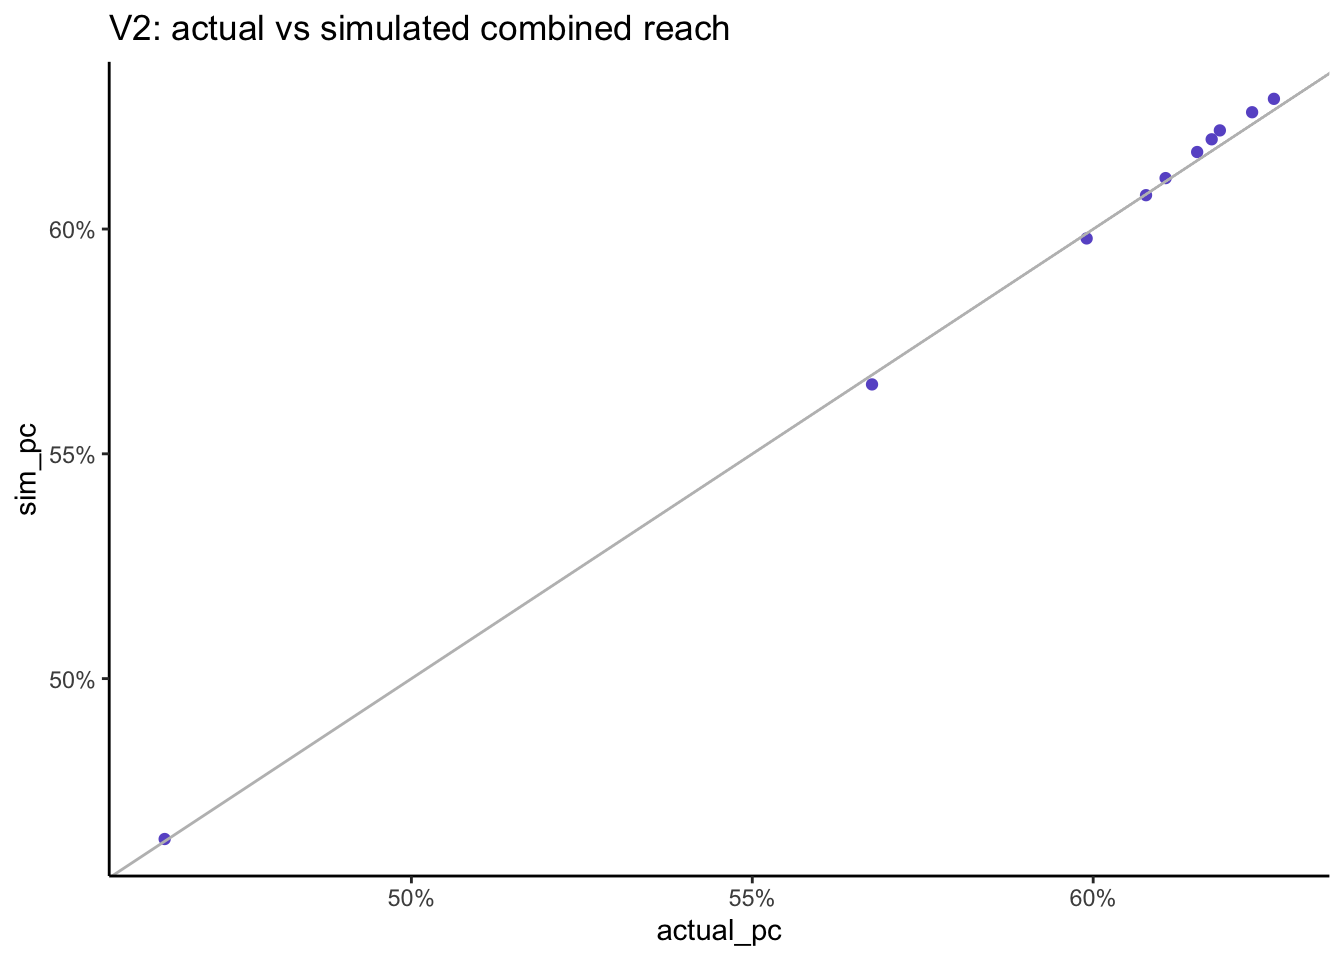 V2: actual vs simulated combined reach
60%
55%
50%
sim_pc
50%
55%
60%
actual_pc